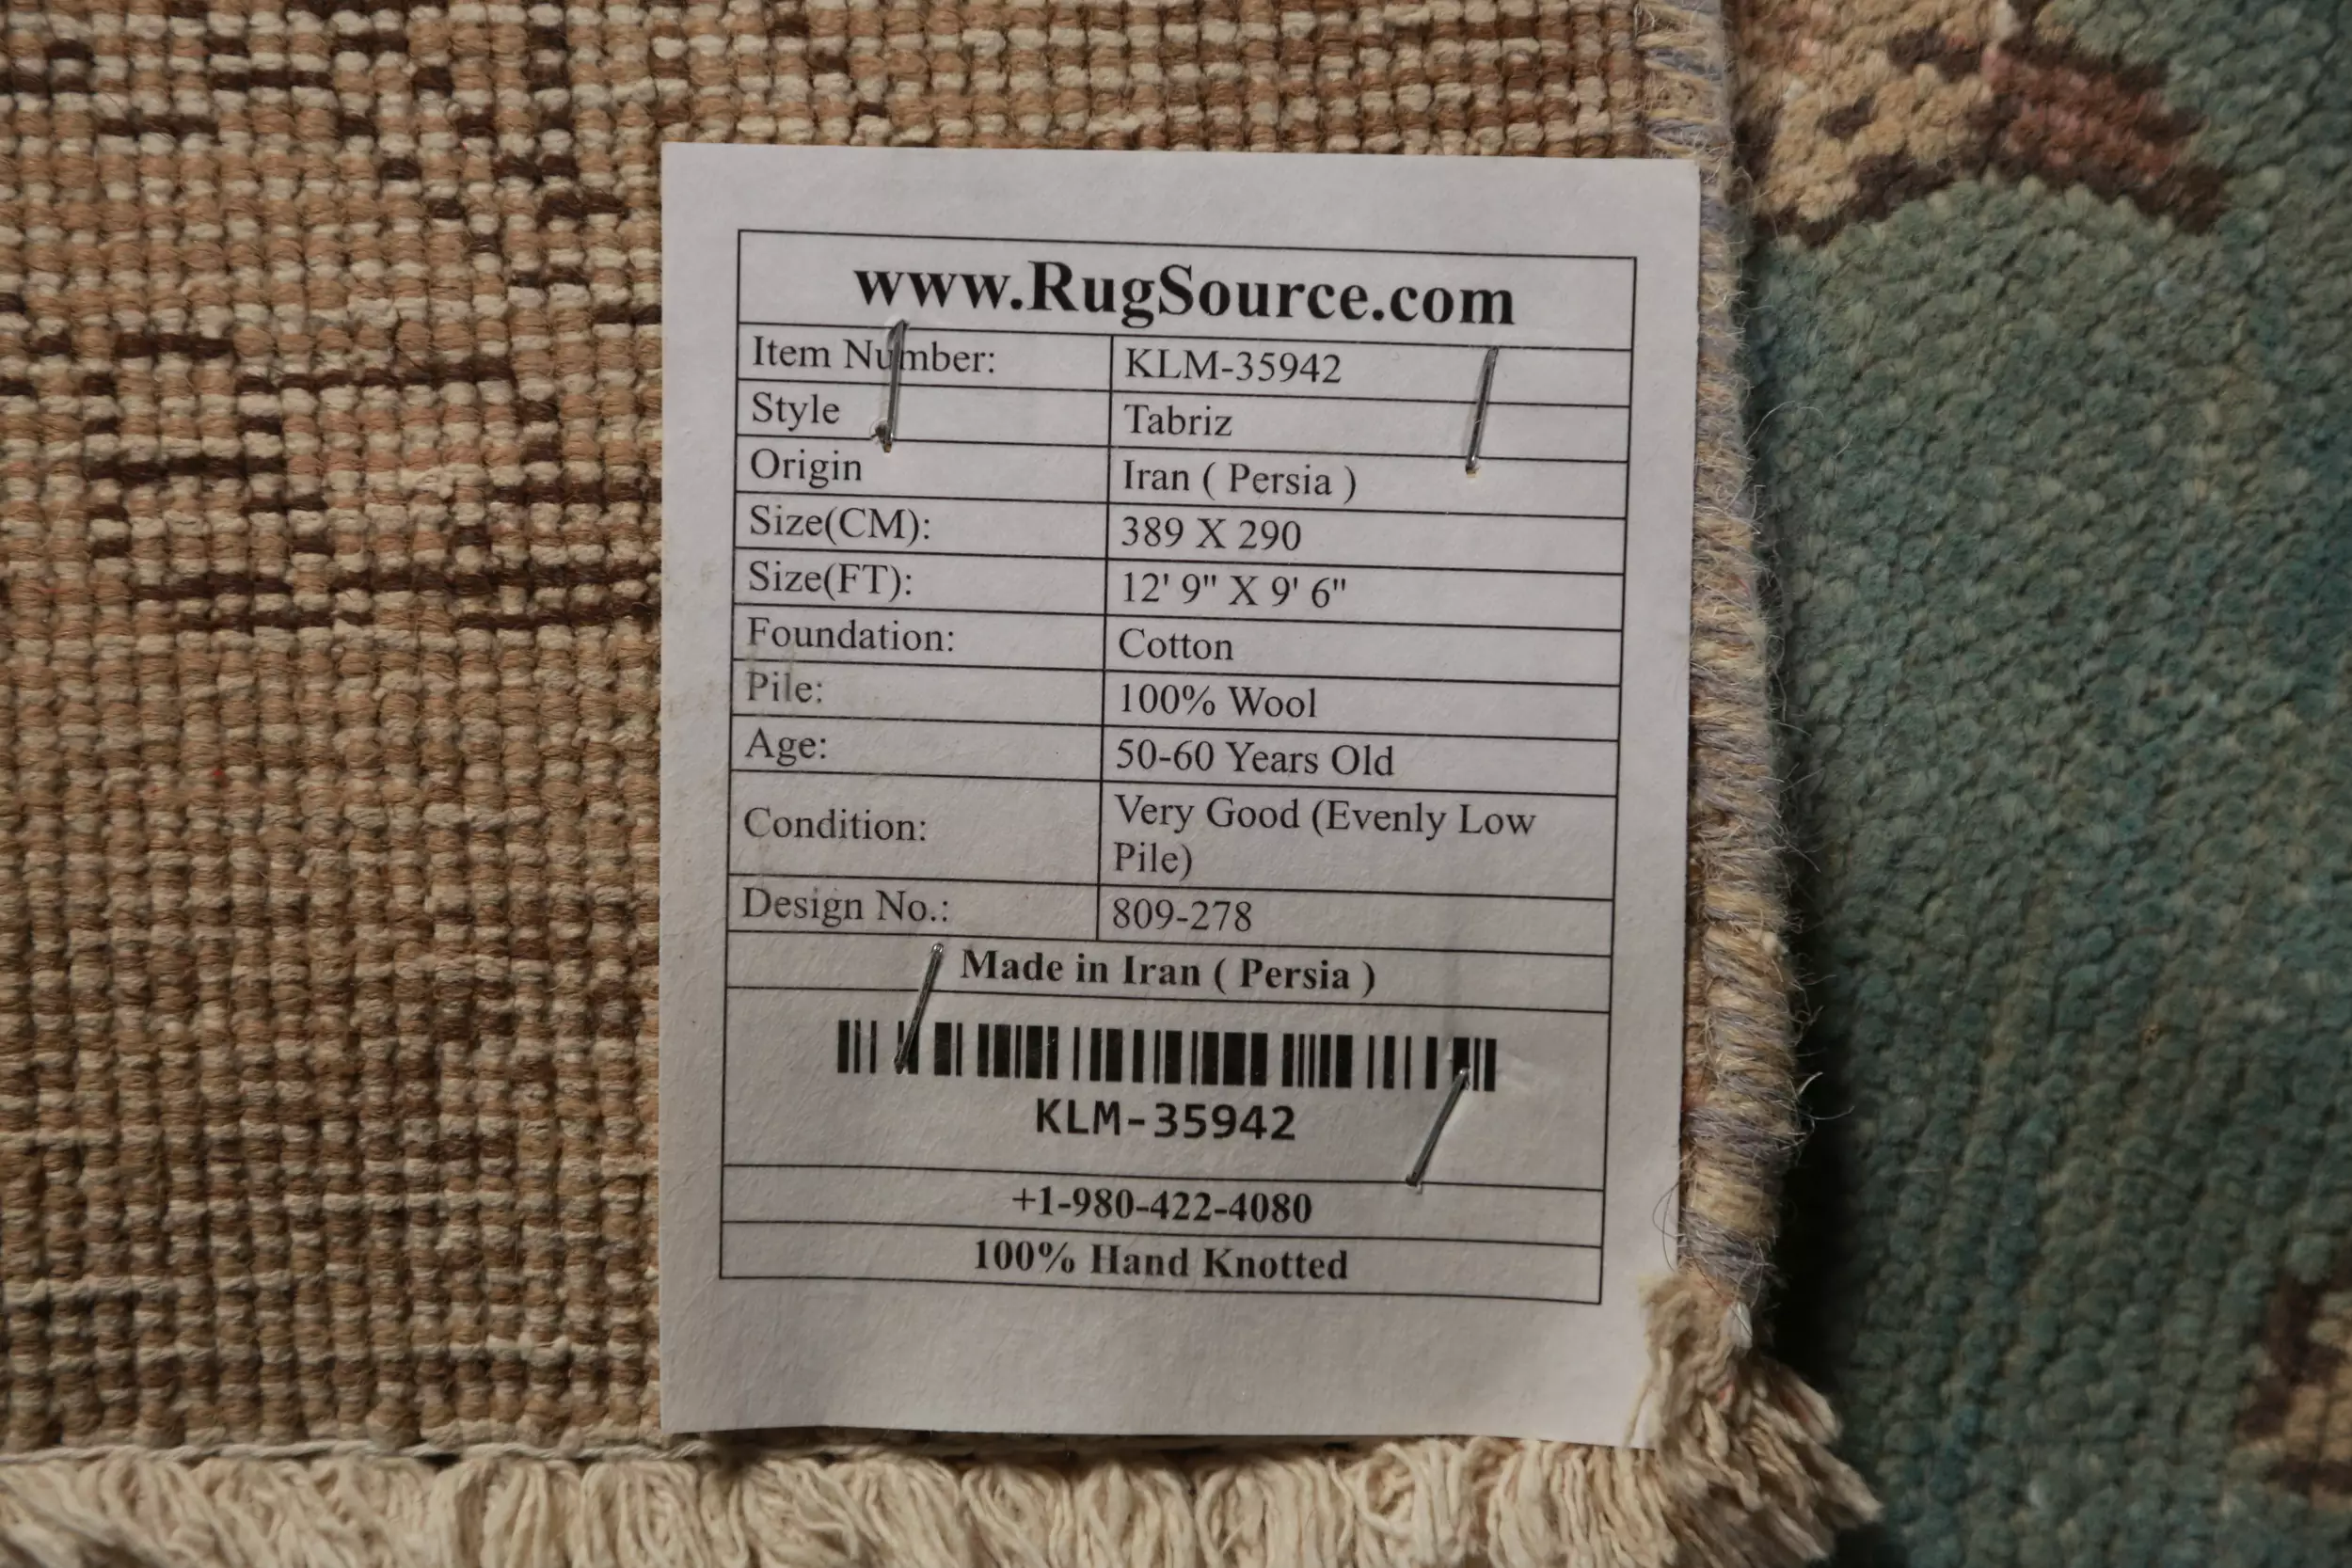 www.RugSource.com
Item Number: KLM-35942
Style Tabriz
Origin Iran ( Persia )
Size(CM): 389 X 290
Size(FT): 12' 9" X 9' 6"
Foundation: Cotton
Pile: 100% Wool
Age: 50-60 Years Old
Condition: Very Good (Evenly Low
Pile)
Design No.: 809-278
Made in Iran ( Persia )
KLM-35942
+1-980-422-4080
100% Hand Knotted